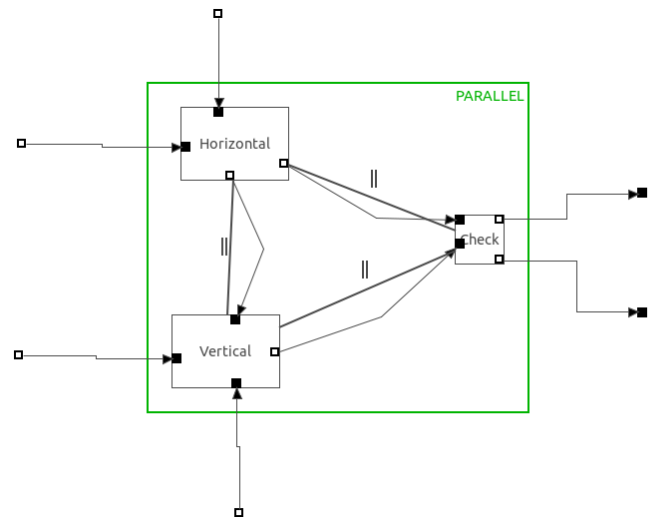 PARALLEL
Horizontal
||
||
Check
||
Vertical